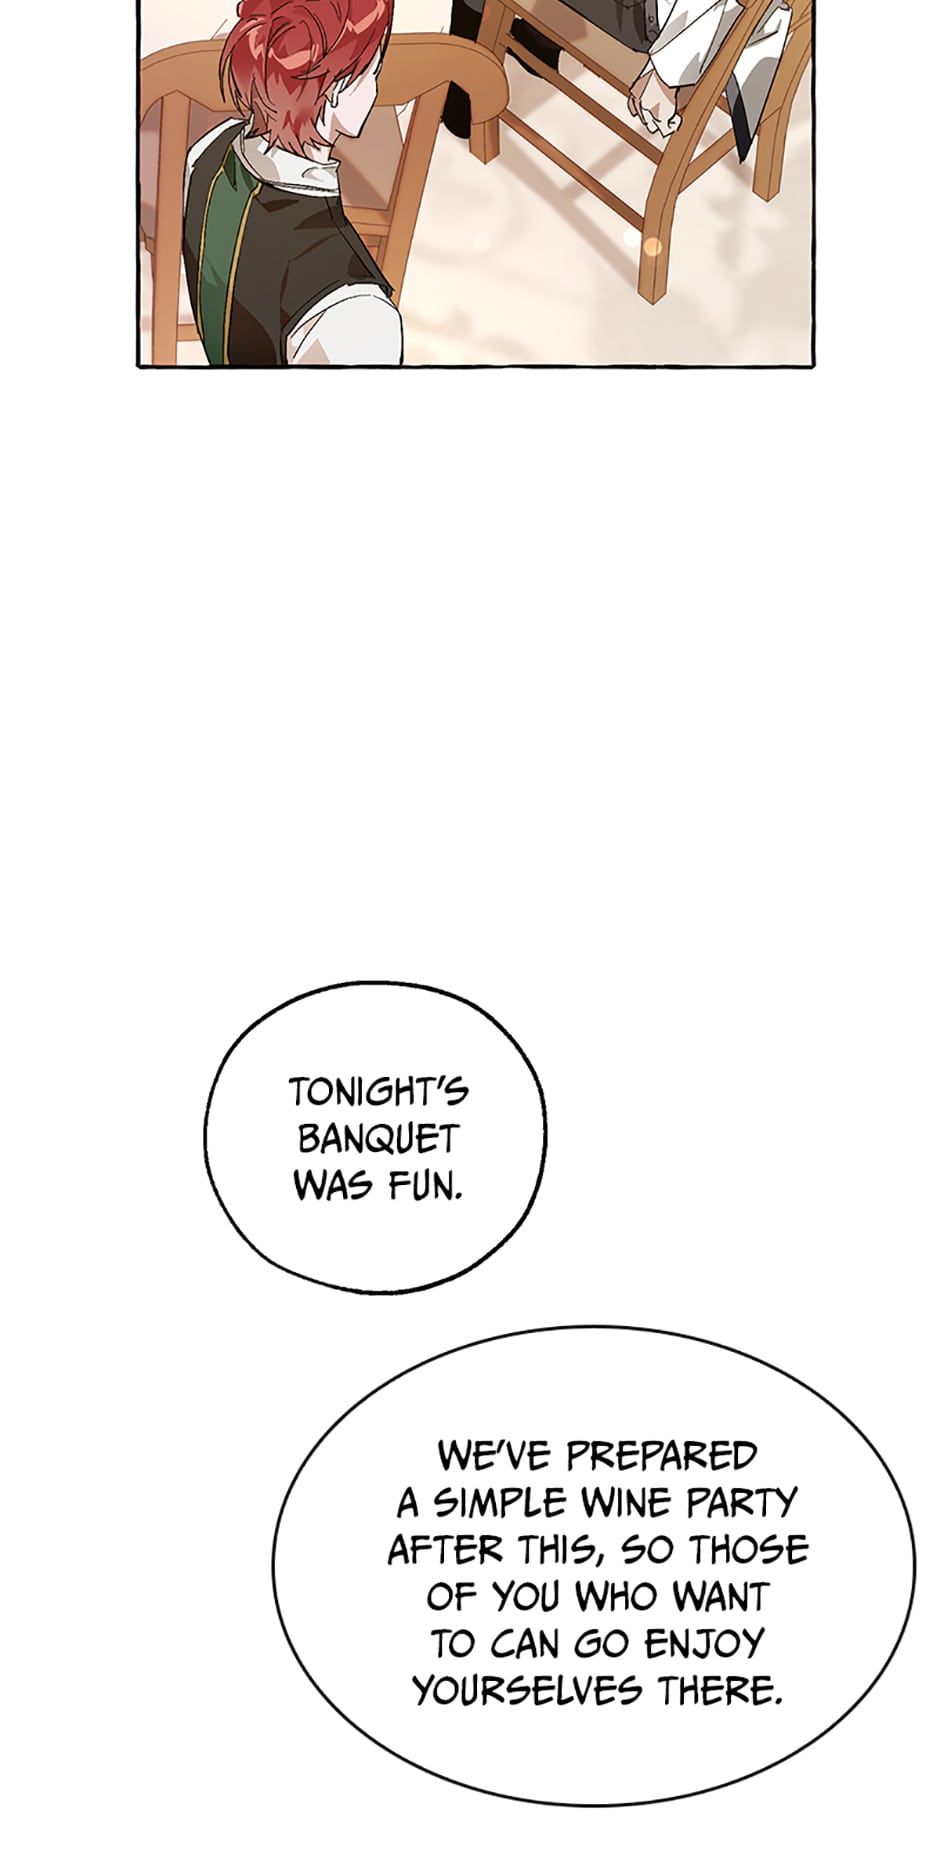 TONIGHT'S
BANQUET
WAS FUN.
WE'VE PREPARED
A SIMPLE WINE PARTY
AFTER THIS, SO THOSE
OF YOU WHO WANT
TO CAN GO ENJOY
YOURSELVES THERE.